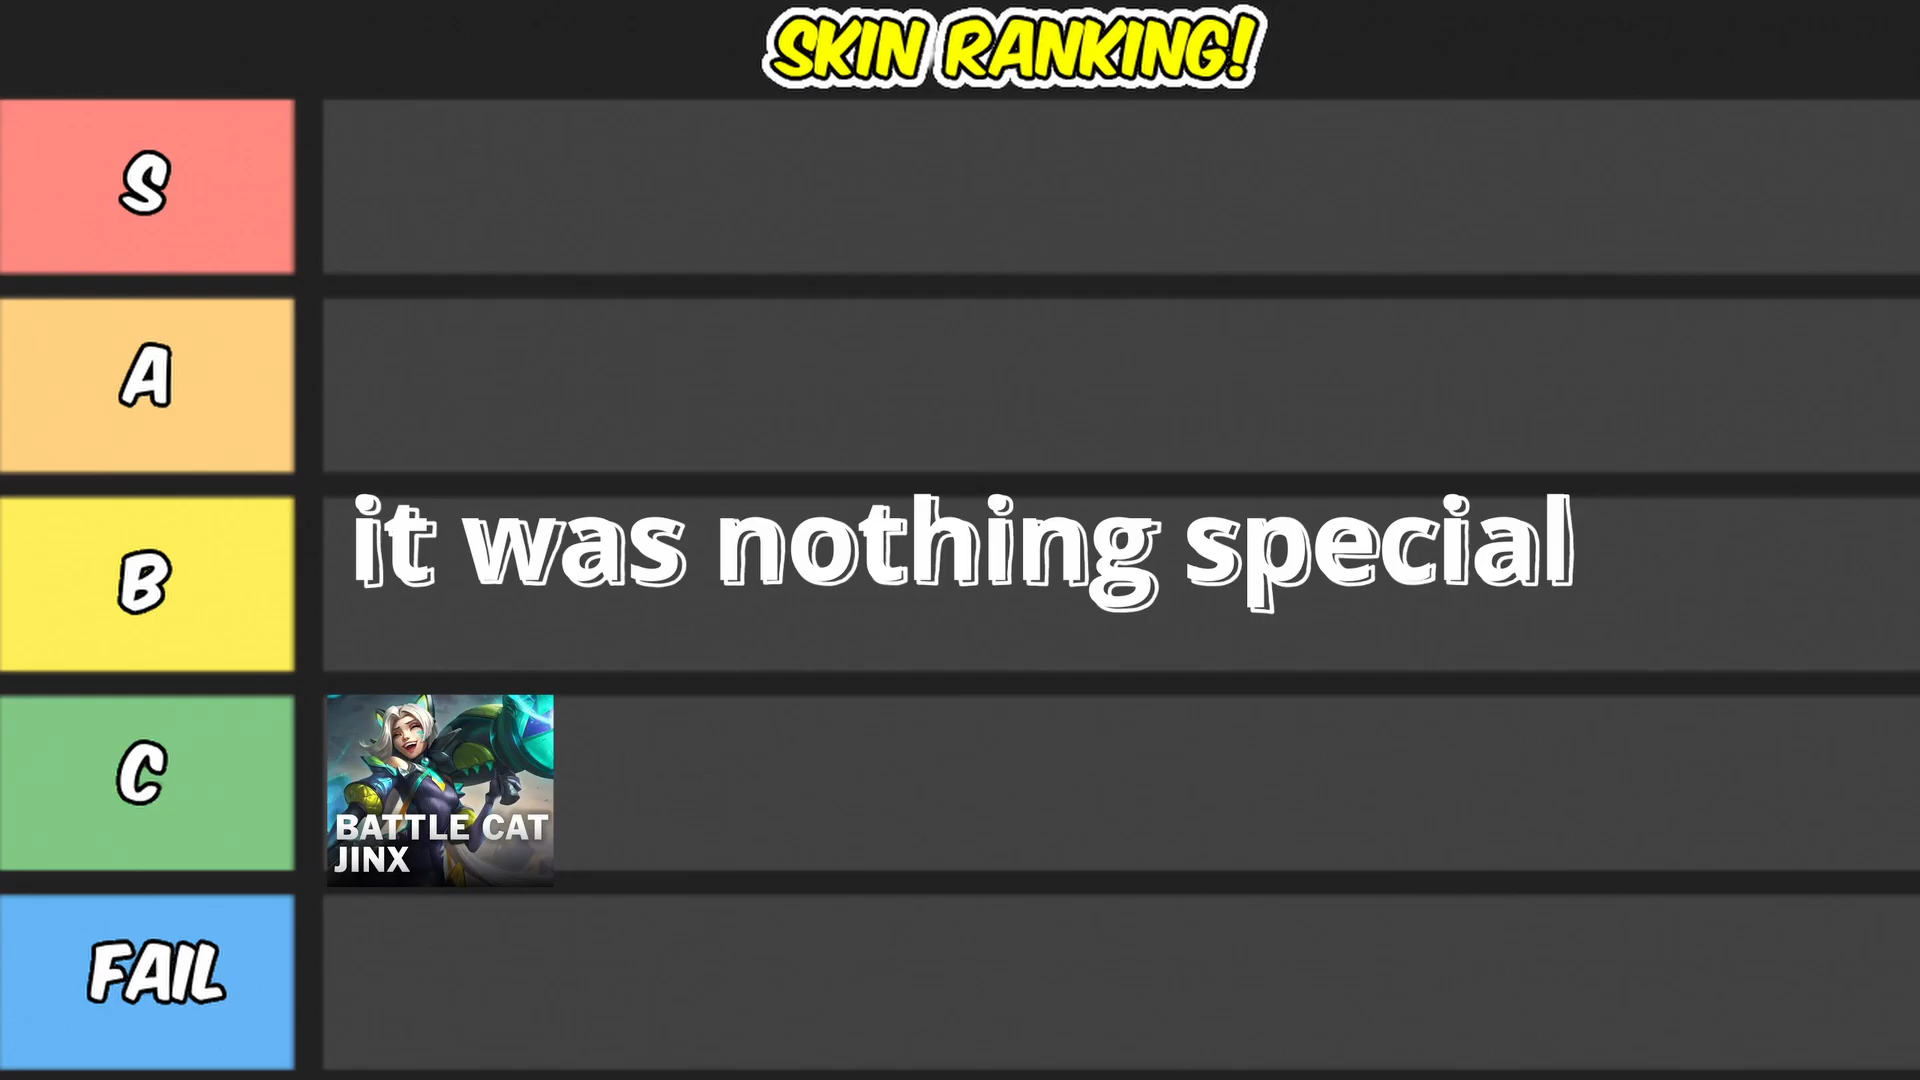 SKIN RANKING!
S
A
B
it was nothing special
C
BATTLE CAT
JINX
FAIL